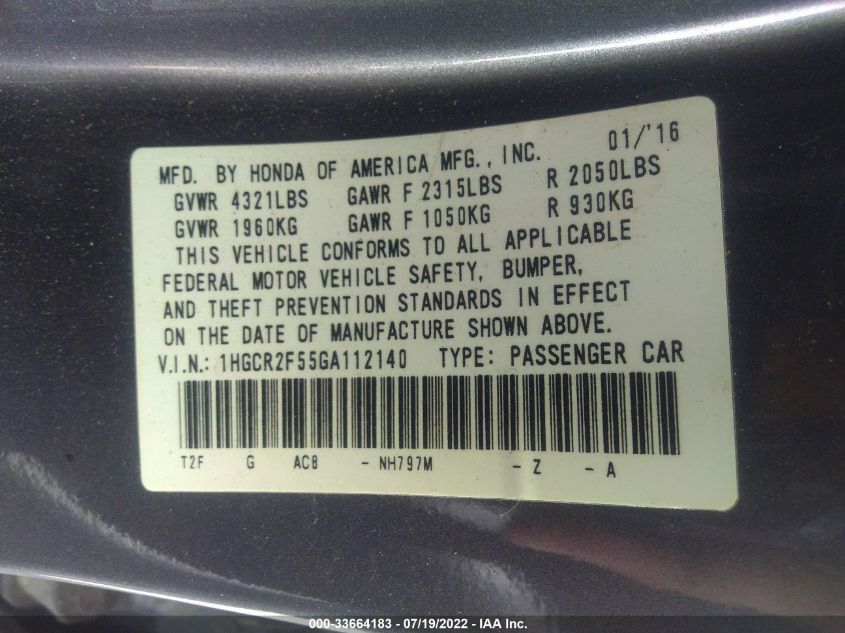 01/'16
MFD. BY HONDA OF AMERICA MFG., INC.
GVWR 4321LBS GAWR F 2315LBS R 2050LBS
GVWR 1960KG GAWR F 1050KG R 930KG
THIS VEHICLE CONFORMS TO ALL APPLICABLE
FEDERAL MOTOR VEHICLE SAFETY, BUMPER,
AND THEFT PREVENTION STANDARDS IN EFFECT
ON THE DATE OF MANUFACTURE SHOWN ABOVE.
V.I.N.: 1HGCR2F55GA112140 TYPE: PASSENGER CAR
T2F G AC8 - NH797M - Z - A
000-33664183 - 07/19/2022 - IAA Inc.